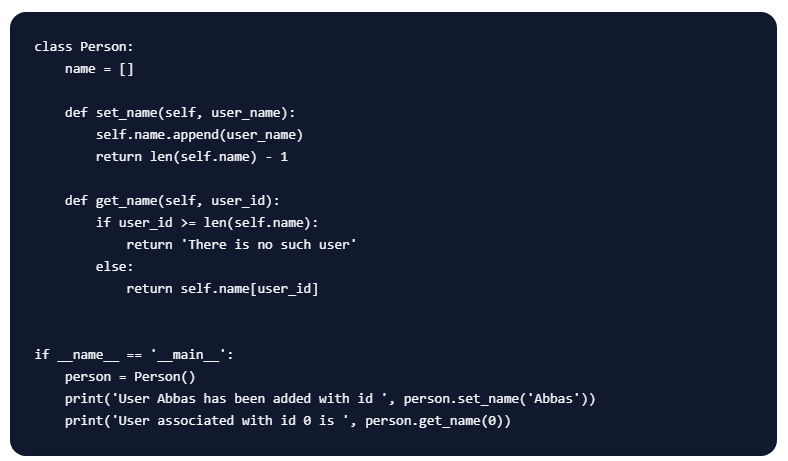 class Person:
    name = []

    def set_name(self, user_name):
        self.name.append(user_name)
        return len(self.name) - 1

    def get_name(self, user_id):
        if user_id >= len(self.name):
            return 'There is no such user'
        else:
            return self.name[user_id]


if __name__ == '__main__':
    person = Person()
    print('User Abbas has been added with id ', person.set_name('Abbas'))
    print('User associated with id 0 is ', person.get_name(0))